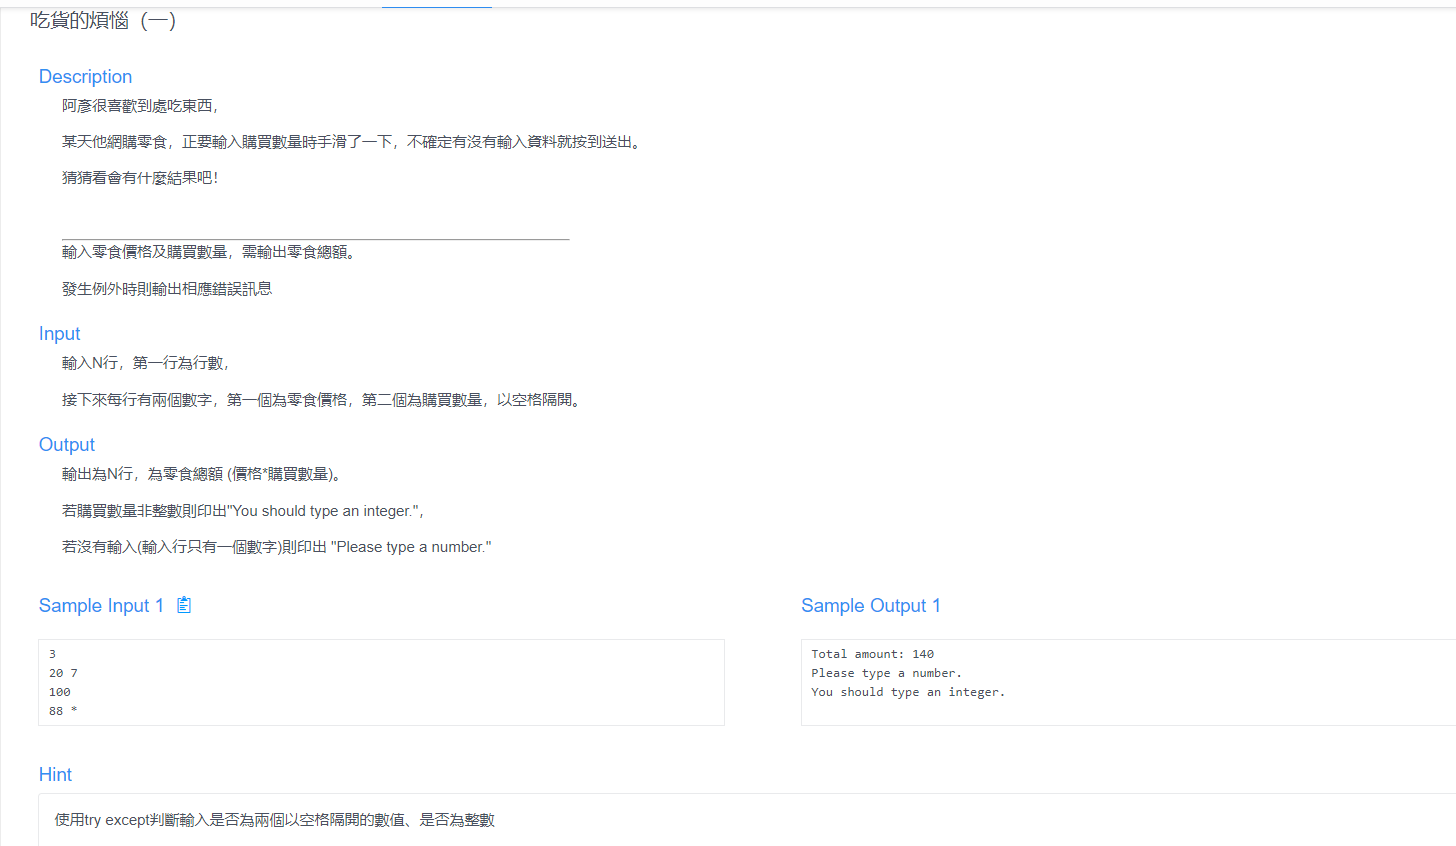 吃貨的煩惱（一）
Description
阿彥很喜歡到處吃東西，
某天他網購零食，正要輸入購買數量時手滑了一下，不確定有沒有輸入資料就按到送出。
猜猜看會有什麼結果吧！
輸入零食價格及購買數量，需輸出零食總額。
發生例外時則輸出相應錯誤訊息
Input
輸入N行，第一行為行數，
接下來每行有兩個數字，第一個為零食價格，第二個為購買數量，以空格隔開。
Output
輸出為N行，為零食總額 (價格*購買數量)。
若購買數量非整數則印出"You should type an integer."，
若沒有輸入(輸入行只有一個數字)則印出 "Please type a number."
Sample Input 1
3
20 7
100
88 *
Sample Output 1
Total amount: 140
Please type a number.
You should type an integer.
Hint
使用try except判斷輸入是否為兩個以空格隔開的數值、是否為整數